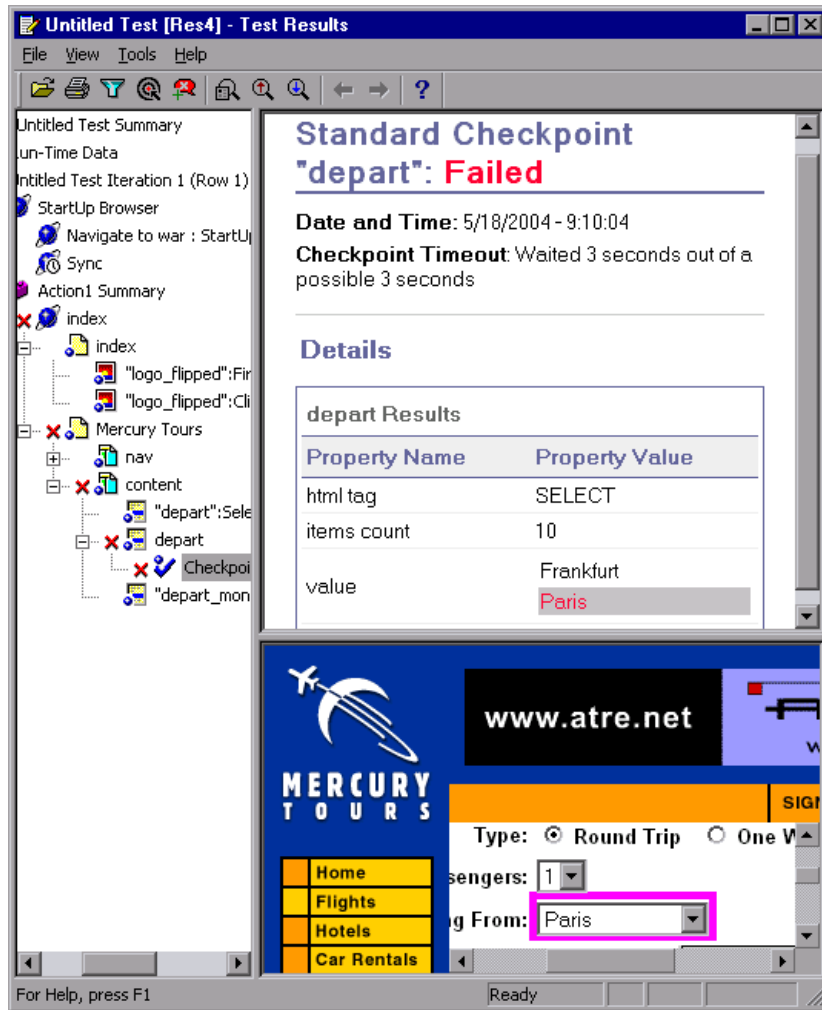 Untitled Test [Res4] - Test Results
File View Tools Help
Untitled Test Summary
un-Time Data
ntitled Test Iteration 1 (Row 1)
StartUp Browser
Navigate to war : StartU
Sync
Action1 Summary
index
index
"logo_flipped":Fir
"logo_flipped":Cli
Mercury Tours
nav
content
"depart":Sele
depart
Checkpoi
"depart_mon
Standard Checkpoint
"depart": Failed
Date and Time: 5/18/2004 - 9:10:04
Checkpoint Timeout: Waited 3 seconds out of a
possible 3 seconds
Details
depart Results
Property Name Property Value
html tag SELECT
items count 10
value Frankfurt
Paris
www.atre.net
MERCURY
TOURS
SIG
Type: Round Trip One W
sengers: 1
g From: Paris
Home
Flights
Hotels
Car Rentals
For Help, press F1
Ready